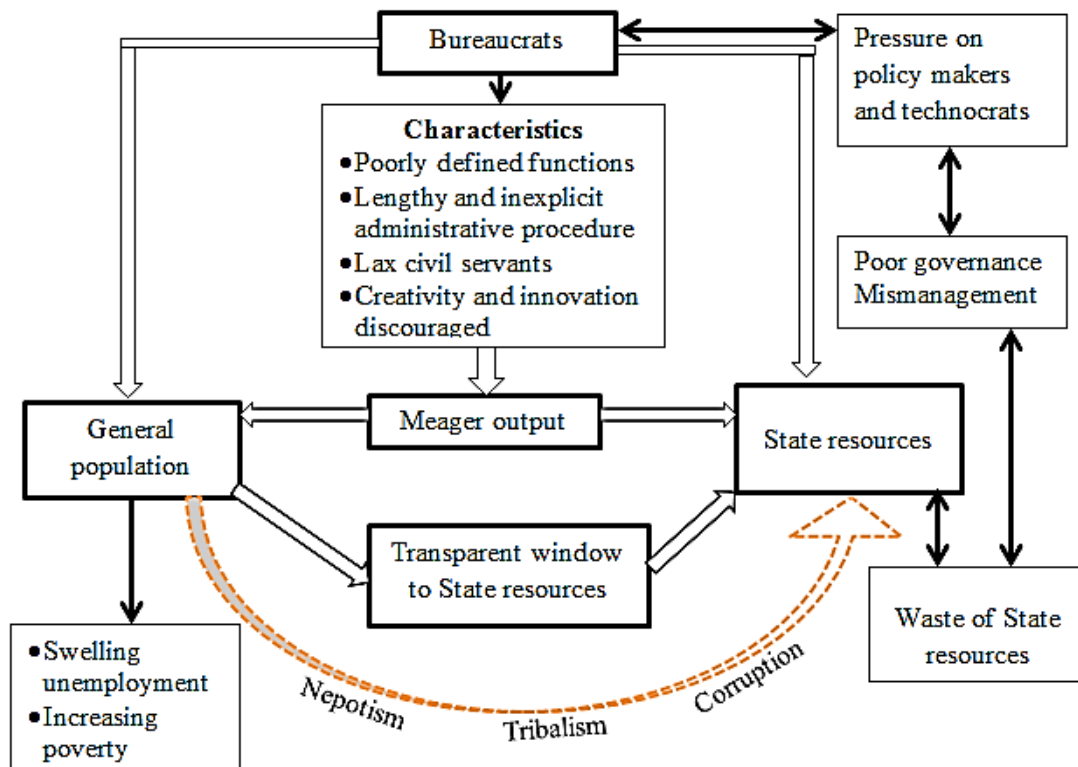 Bureaucrats
Pressure on
policy makers
and technocrats
Characteristics
●Poorly defined functions
●Lengthy and inexplicit
administrative procedure
●Lax civil servants
●Creativity and innovation
discouraged
Poor governance
Mismanagement
General
population
Meager output
State resources
Transparent window
to State resources
Waste of State
resources
●Swelling
unemployment
●Increasing
poverty
Nepotism
Tribalism
Corruption